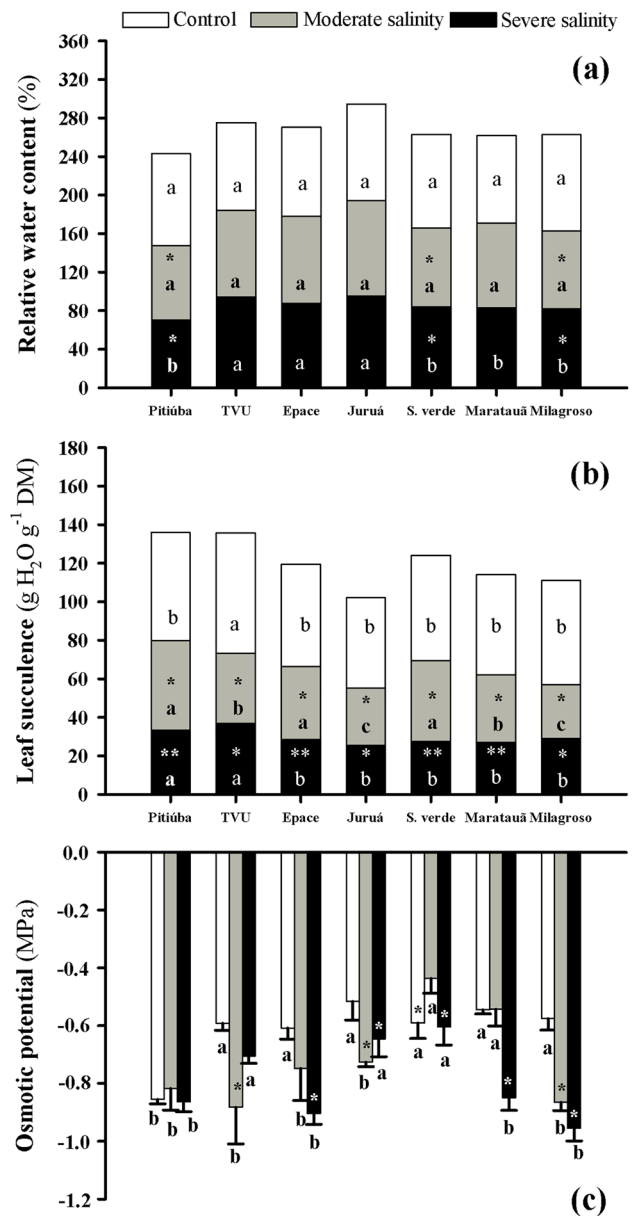 Control Moderate salinity Severe salinity
(a)
Relative water content (%)
360
320
280
240
200
160
120
80
40
0
a a a a a a a
* * *
a a a a a a a
* * *
b a a a b b b
Pitiúba TVU Epace Juruá S. verde Maratauã Milagroso
(b)
Leaf succulence (g H₂O g⁻¹ DM)
180
160
140
120
100
80
60
40
20
0
b a b b b b b
* * * * * * *
a b a c a b c
** * ** * ** ** *
a a b b b b b
Pitiúba TVU Epace Juruá S. verde Maratauã Milagroso
Osmotic potential (MPa)
0.0
-0.2
-0.4
-0.6
-0.8
-1.0
-1.2
b b b
a * b a
a b * b
a * b * a
* a a * a
a a * b
a * b * b
(c)